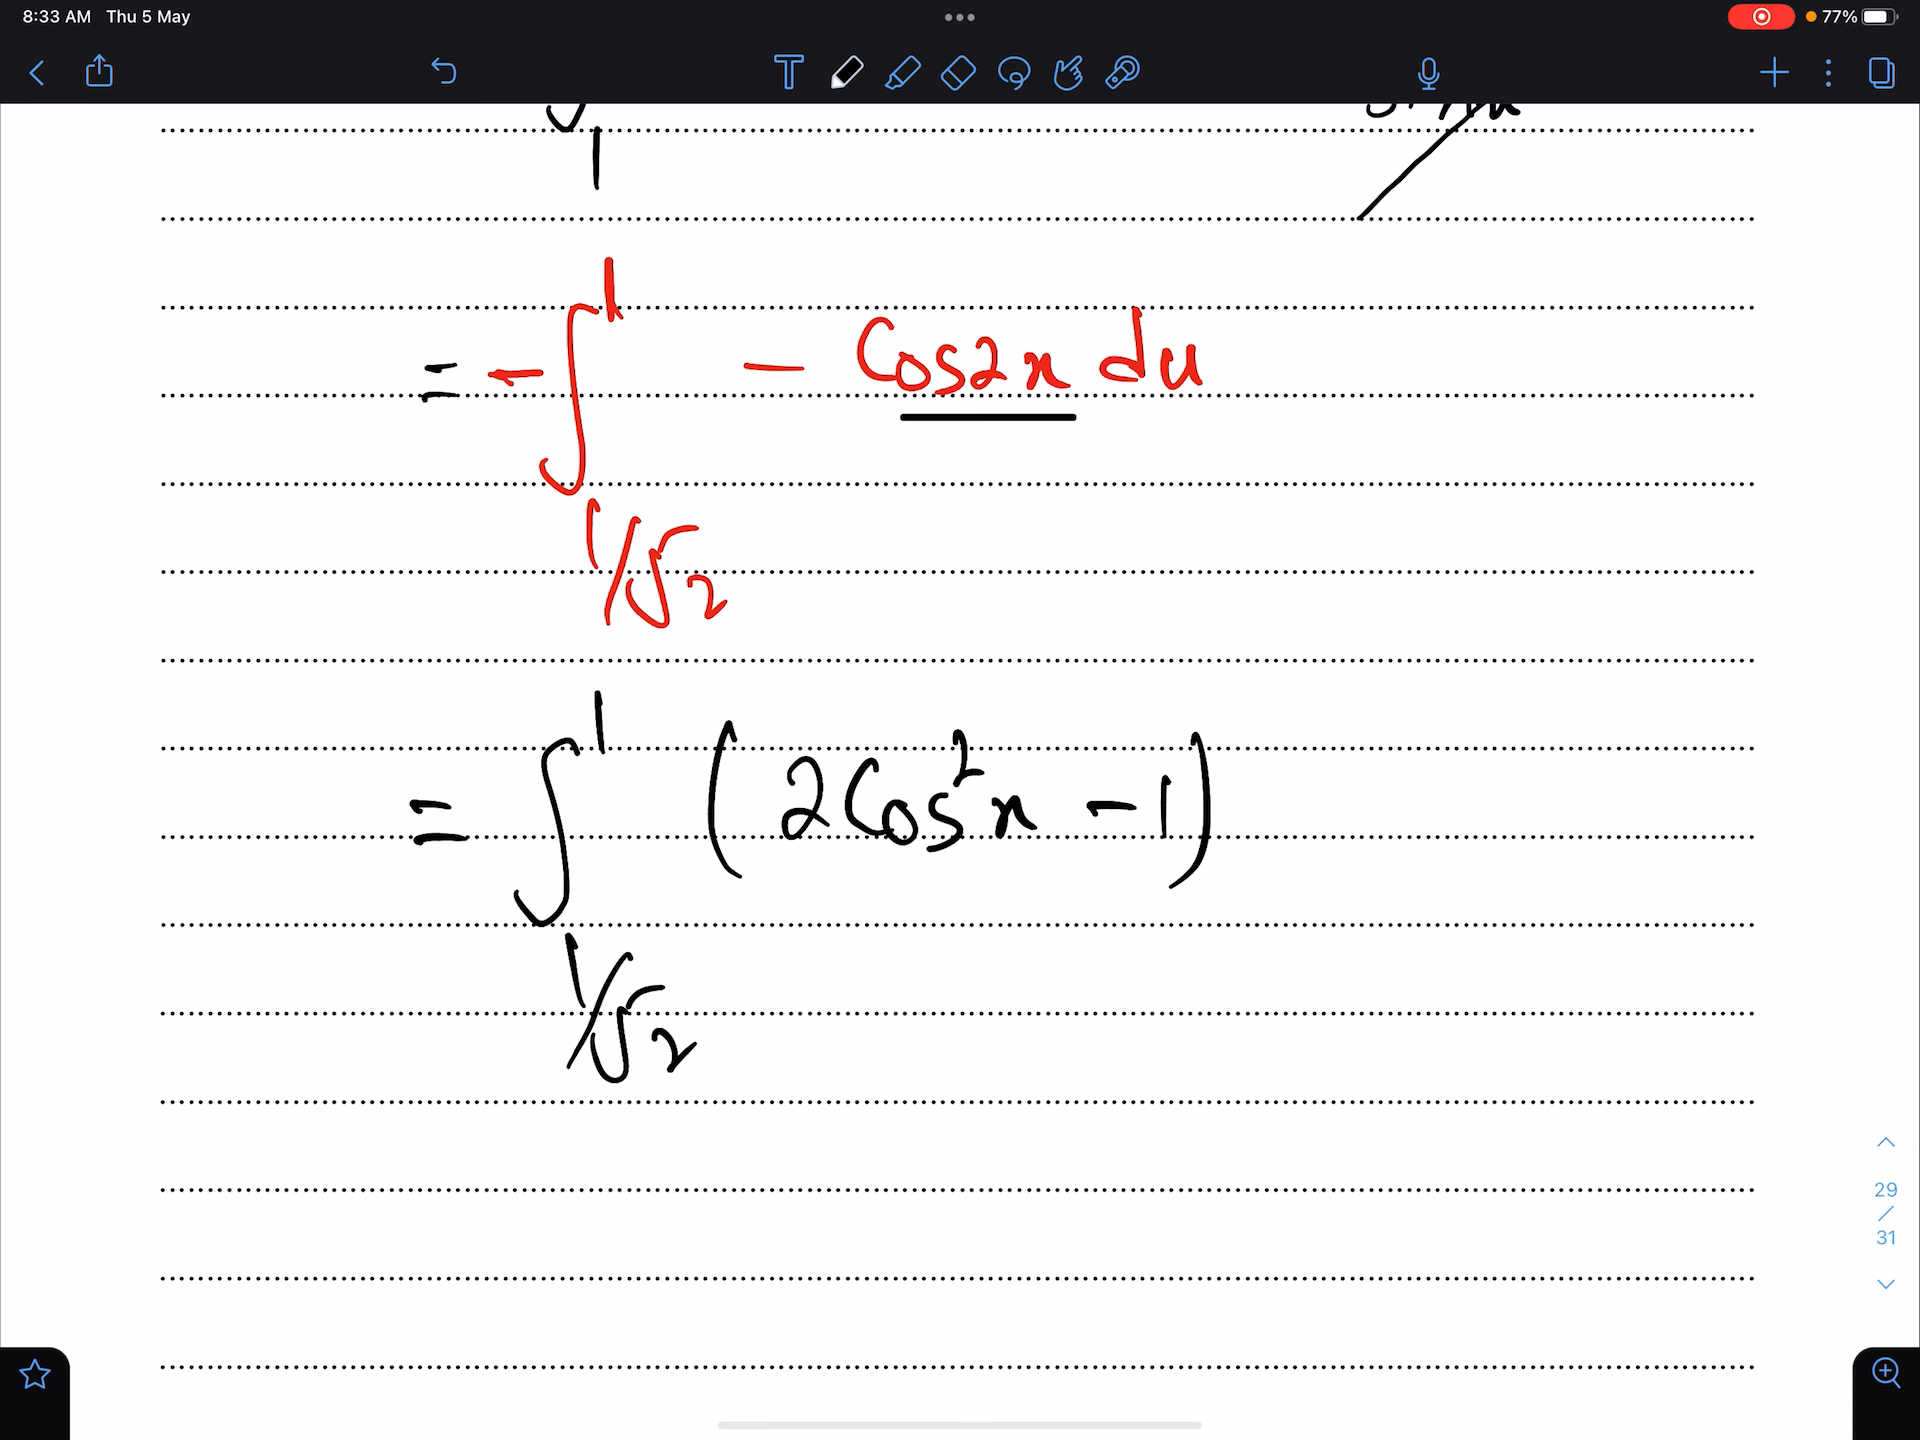 8:33 AM Thu 5 May
77%
T
1
= - ∫ 1 - Cos2x du
1/√2
= ∫ 1 ( 2Cos²x - 1 )
1/√2
29
/
31